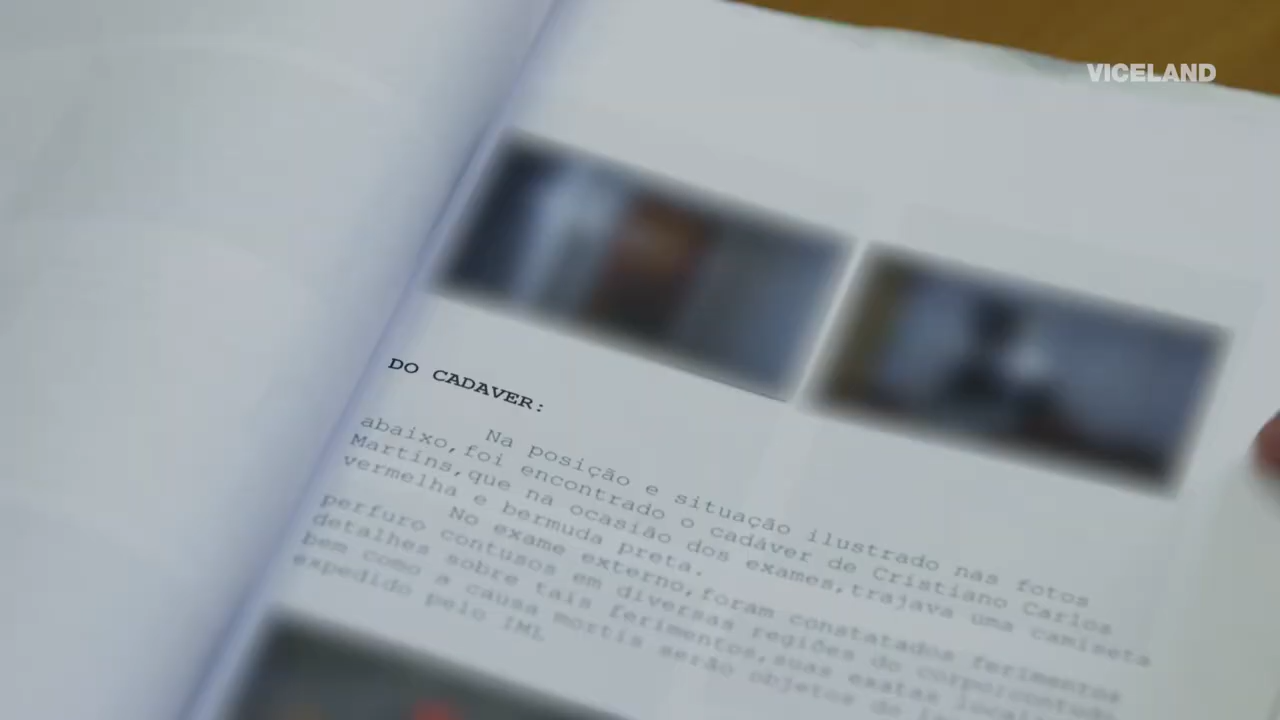 VICELAND
DO CADAVER:
Na posição e situação ilustrado nas fotos
abaixo,foi encontrado o cadáver de Cristiano Carlos
Martins,que na ocasião dos exames,trajava uma camiseta
vermelha e bermuda preta.
No exame externo,foram constatados ferimentos
perfuro contusos em diversas regiões do corpo;contudo
detalhes sobre tais ferimentos,suas exatas
bem como a causa mortis serão objetos do
expedido pelo IML